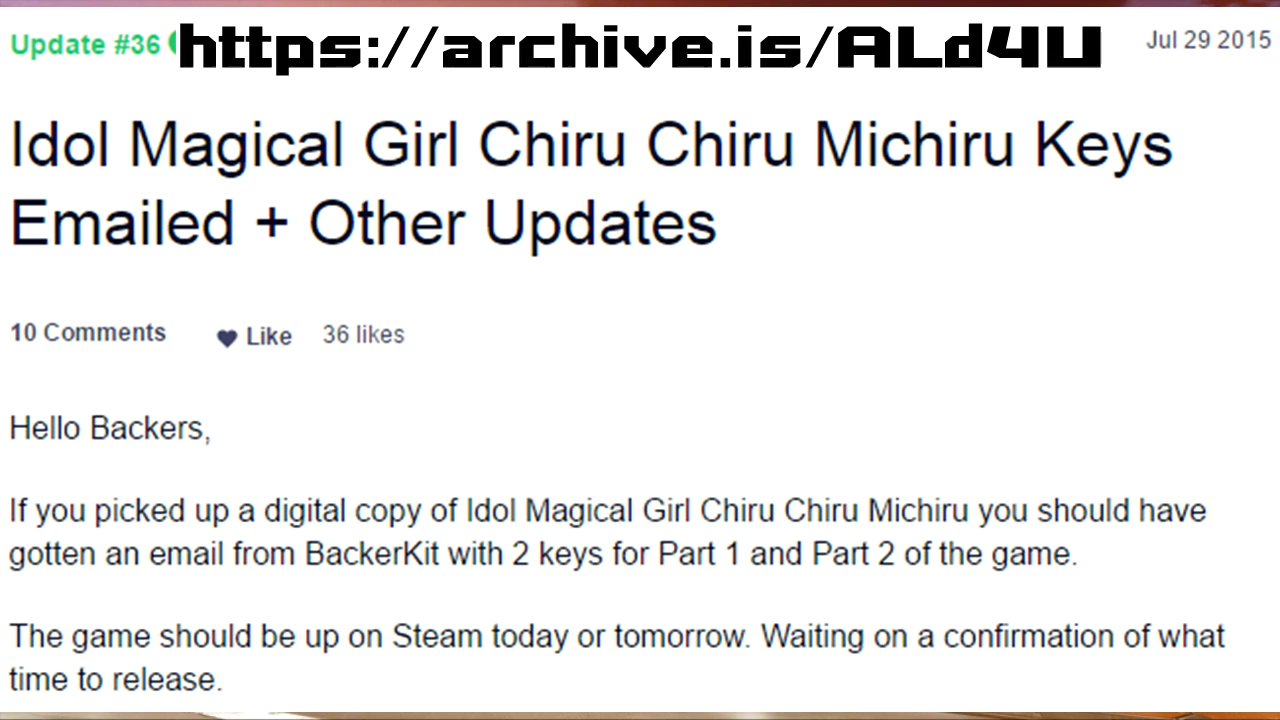 Update #36
https://archive.is/ALd4U
Jul 29 2015
Idol Magical Girl Chiru Chiru Michiru Keys
Emailed + Other Updates
10 Comments
Like
36 likes
Hello Backers,
If you picked up a digital copy of Idol Magical Girl Chiru Chiru Michiru you should have
gotten an email from BackerKit with 2 keys for Part 1 and Part 2 of the game.
The game should be up on Steam today or tomorrow. Waiting on a confirmation of what
time to release.